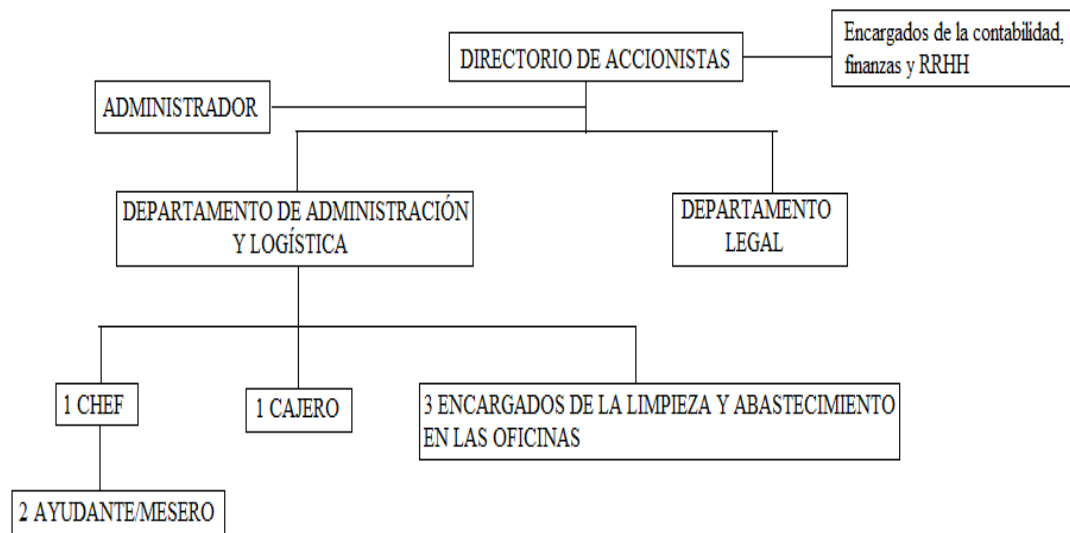 Encargados de la contabilidad,
finanzas y RRHH
DIRECTORIO DE ACCIONISTAS
ADMINISTRADOR
DEPARTAMENTO DE ADMINISTRACIÓN
Y LOGÍSTICA
DEPARTAMENTO
LEGAL
1 CHEF
1 CAJERO
3 ENCARGADOS DE LA LIMPIEZA Y ABASTECIMIENTO
EN LAS OFICINAS
2 AYUDANTE/MESERO